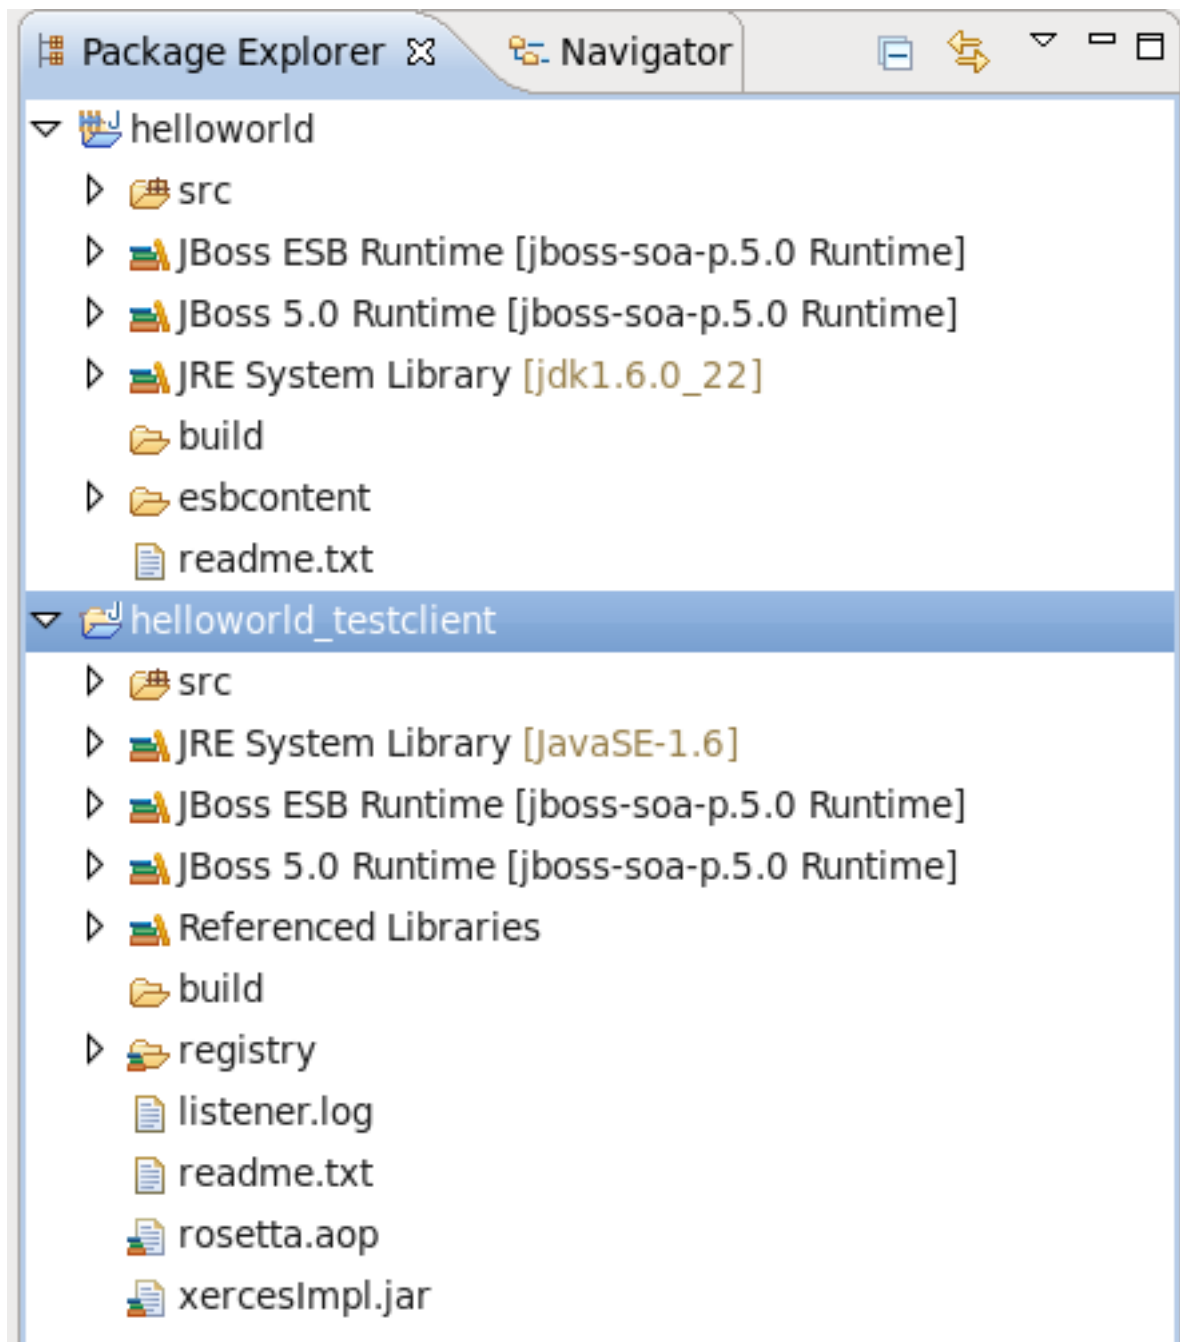 Package Explorer Navigator
helloworld
src
JBoss ESB Runtime [jboss-soa-p.5.0 Runtime]
JBoss 5.0 Runtime [jboss-soa-p.5.0 Runtime]
JRE System Library [jdk1.6.0_22]
build
esbcontent
readme.txt
helloworld_testclient
src
JRE System Library [JavaSE-1.6]
JBoss ESB Runtime [jboss-soa-p.5.0 Runtime]
JBoss 5.0 Runtime [jboss-soa-p.5.0 Runtime]
Referenced Libraries
build
registry
listener.log
readme.txt
rosetta.aop
xercesImpl.jar